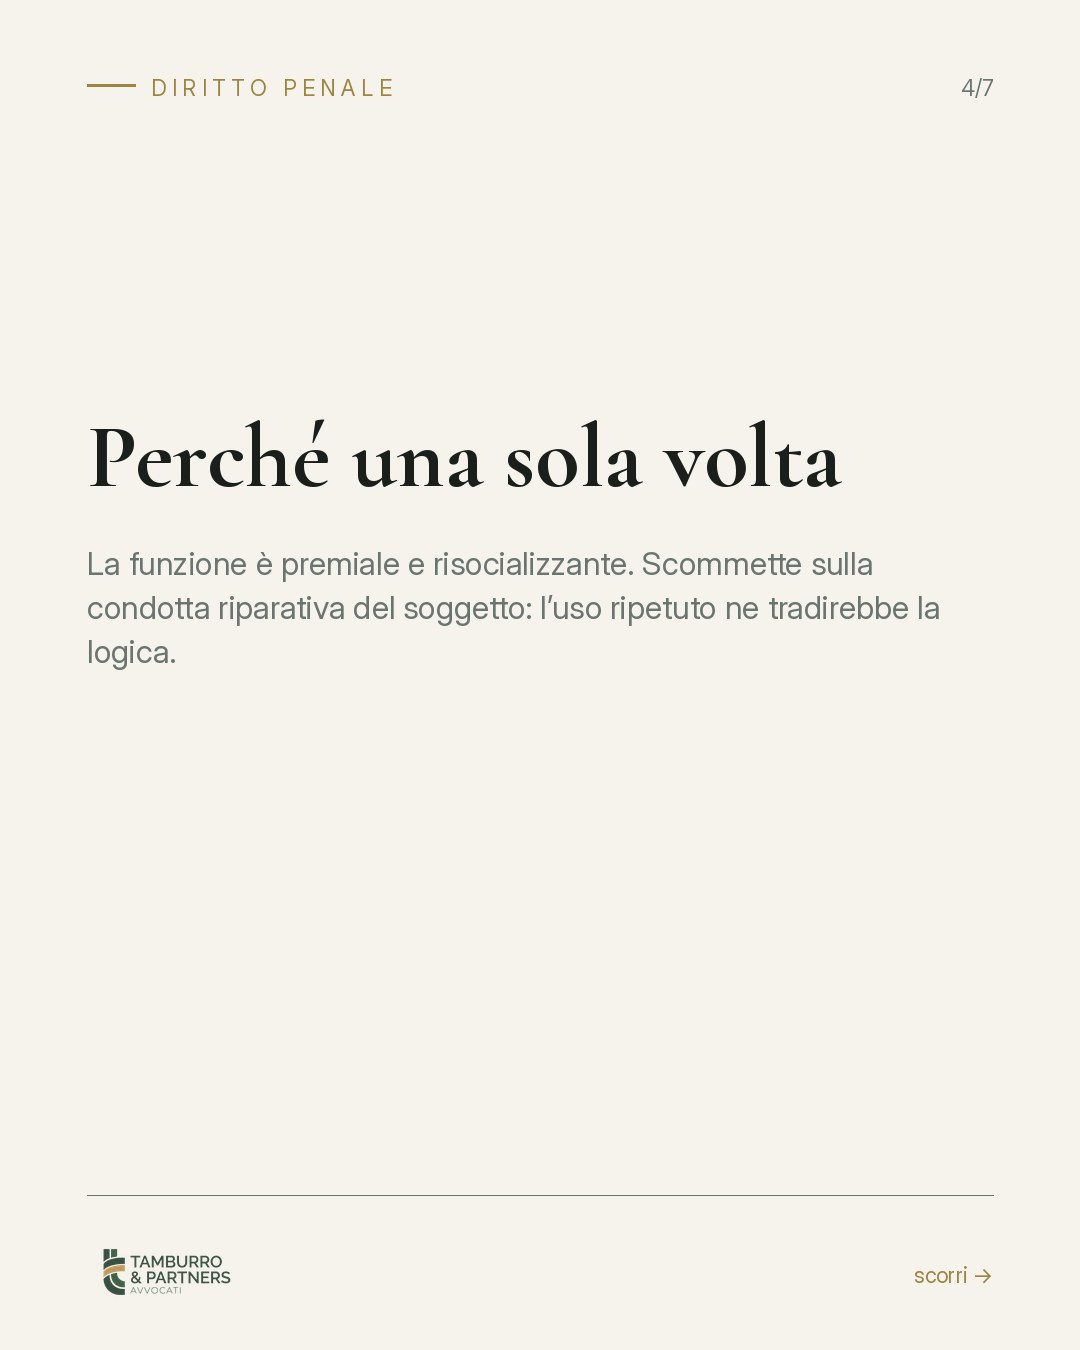 DIRITTO PENALE
4/7
Perché una sola volta
La funzione è premiale e risocializzante. Scommette sulla
condotta riparativa del soggetto: l’uso ripetuto ne tradirebbe la
logica.
TAMBURRO
& PARTNERS
AVVOCATI
scorri →